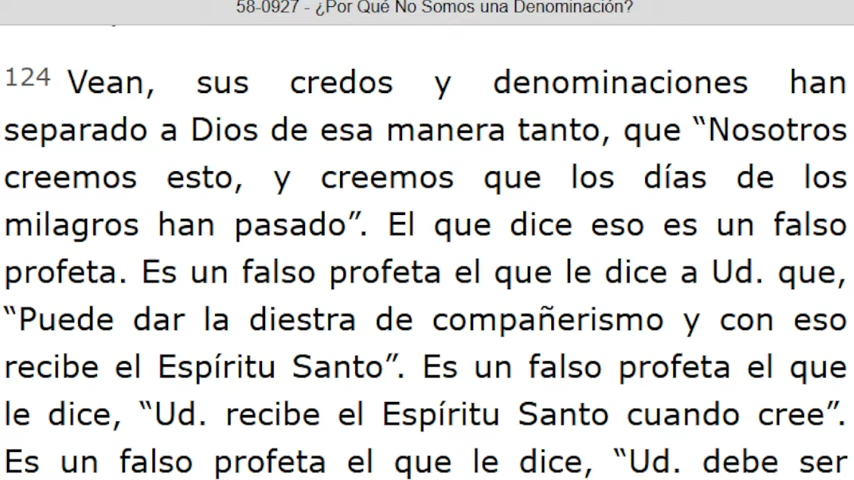 58-0927 - ¿Por Qué No Somos una Denominación?
124 Vean, sus credos y denominaciones han
separado a Dios de esa manera tanto, que “Nosotros
creemos esto, y creemos que los días de los
milagros han pasado”. El que dice eso es un falso
profeta. Es un falso profeta el que le dice a Ud. que,
“Puede dar la diestra de compañerismo y con eso
recibe el Espíritu Santo”. Es un falso profeta el que
le dice, “Ud. recibe el Espíritu Santo cuando cree”.
Es un falso profeta el que le dice, “Ud. debe ser